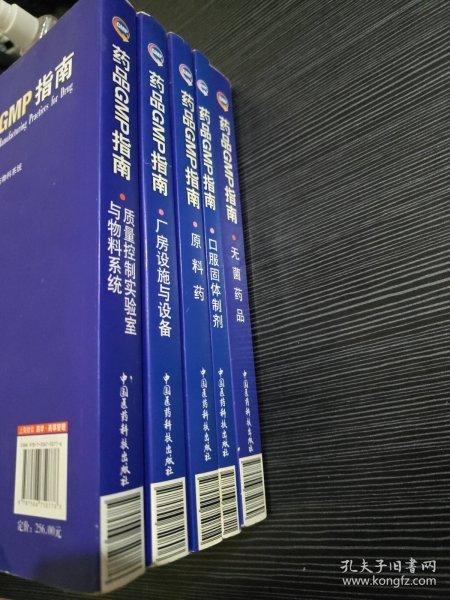 GMP 指南
Manufacturing Practices for Drug
药品GMP指南
质量控制实验室
与物料系统
中国医药科技出版社
药品GMP指南
厂房设施与设备
中国医药科技出版社
药品GMP指南
原料药
中国医药科技出版社
药品GMP指南
口服固体制剂
中国医药科技出版社
药品GMP指南
无菌药品
中国医药科技出版社
定价：256.00元
孔夫子旧书网
www.kongfz.com